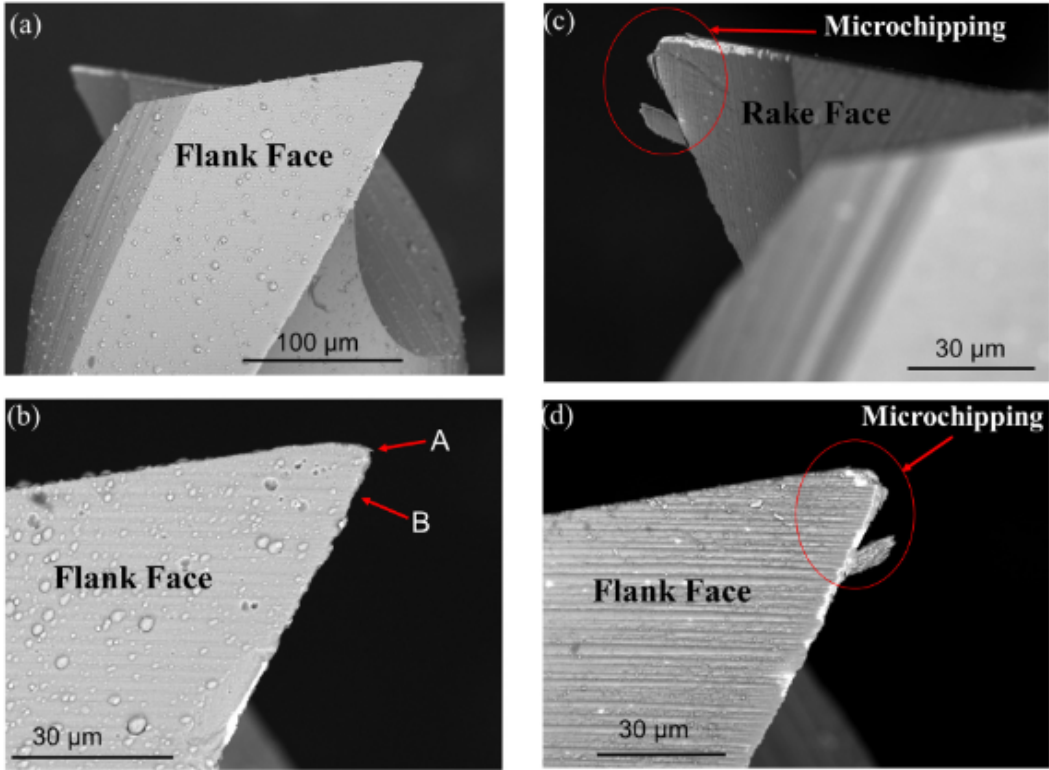 (a)
Flank Face
100 µm
(c)
Microchipping
Rake Face
30 µm
(b)
A
B
Flank Face
30 µm
(d)
Microchipping
Flank Face
30 µm